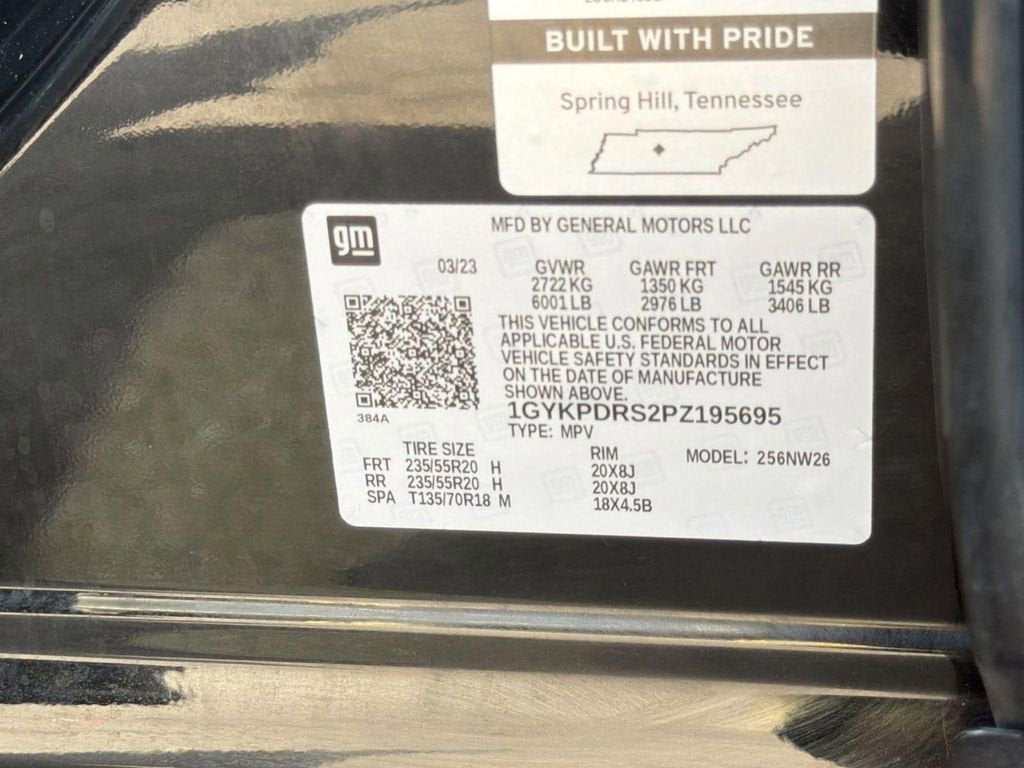 BUILT WITH PRIDE
Spring Hill, Tennessee
gm
MFD BY GENERAL MOTORS LLC
03/23 GVWR GAWR FRT GAWR RR
2722 KG 1350 KG 1545 KG
6001 LB 2976 LB 3406 LB
THIS VEHICLE CONFORMS TO ALL
APPLICABLE U.S. FEDERAL MOTOR
VEHICLE SAFETY STANDARDS IN EFFECT
ON THE DATE OF MANUFACTURE
SHOWN ABOVE.
384A
1GYKPDRS2PZ195695
TYPE: MPV
TIRE SIZE RIM MODEL: 256NW26
FRT 235/55R20 H 20X8J
RR 235/55R20 H 20X8J
SPA T135/70R18 M 18X4.5B